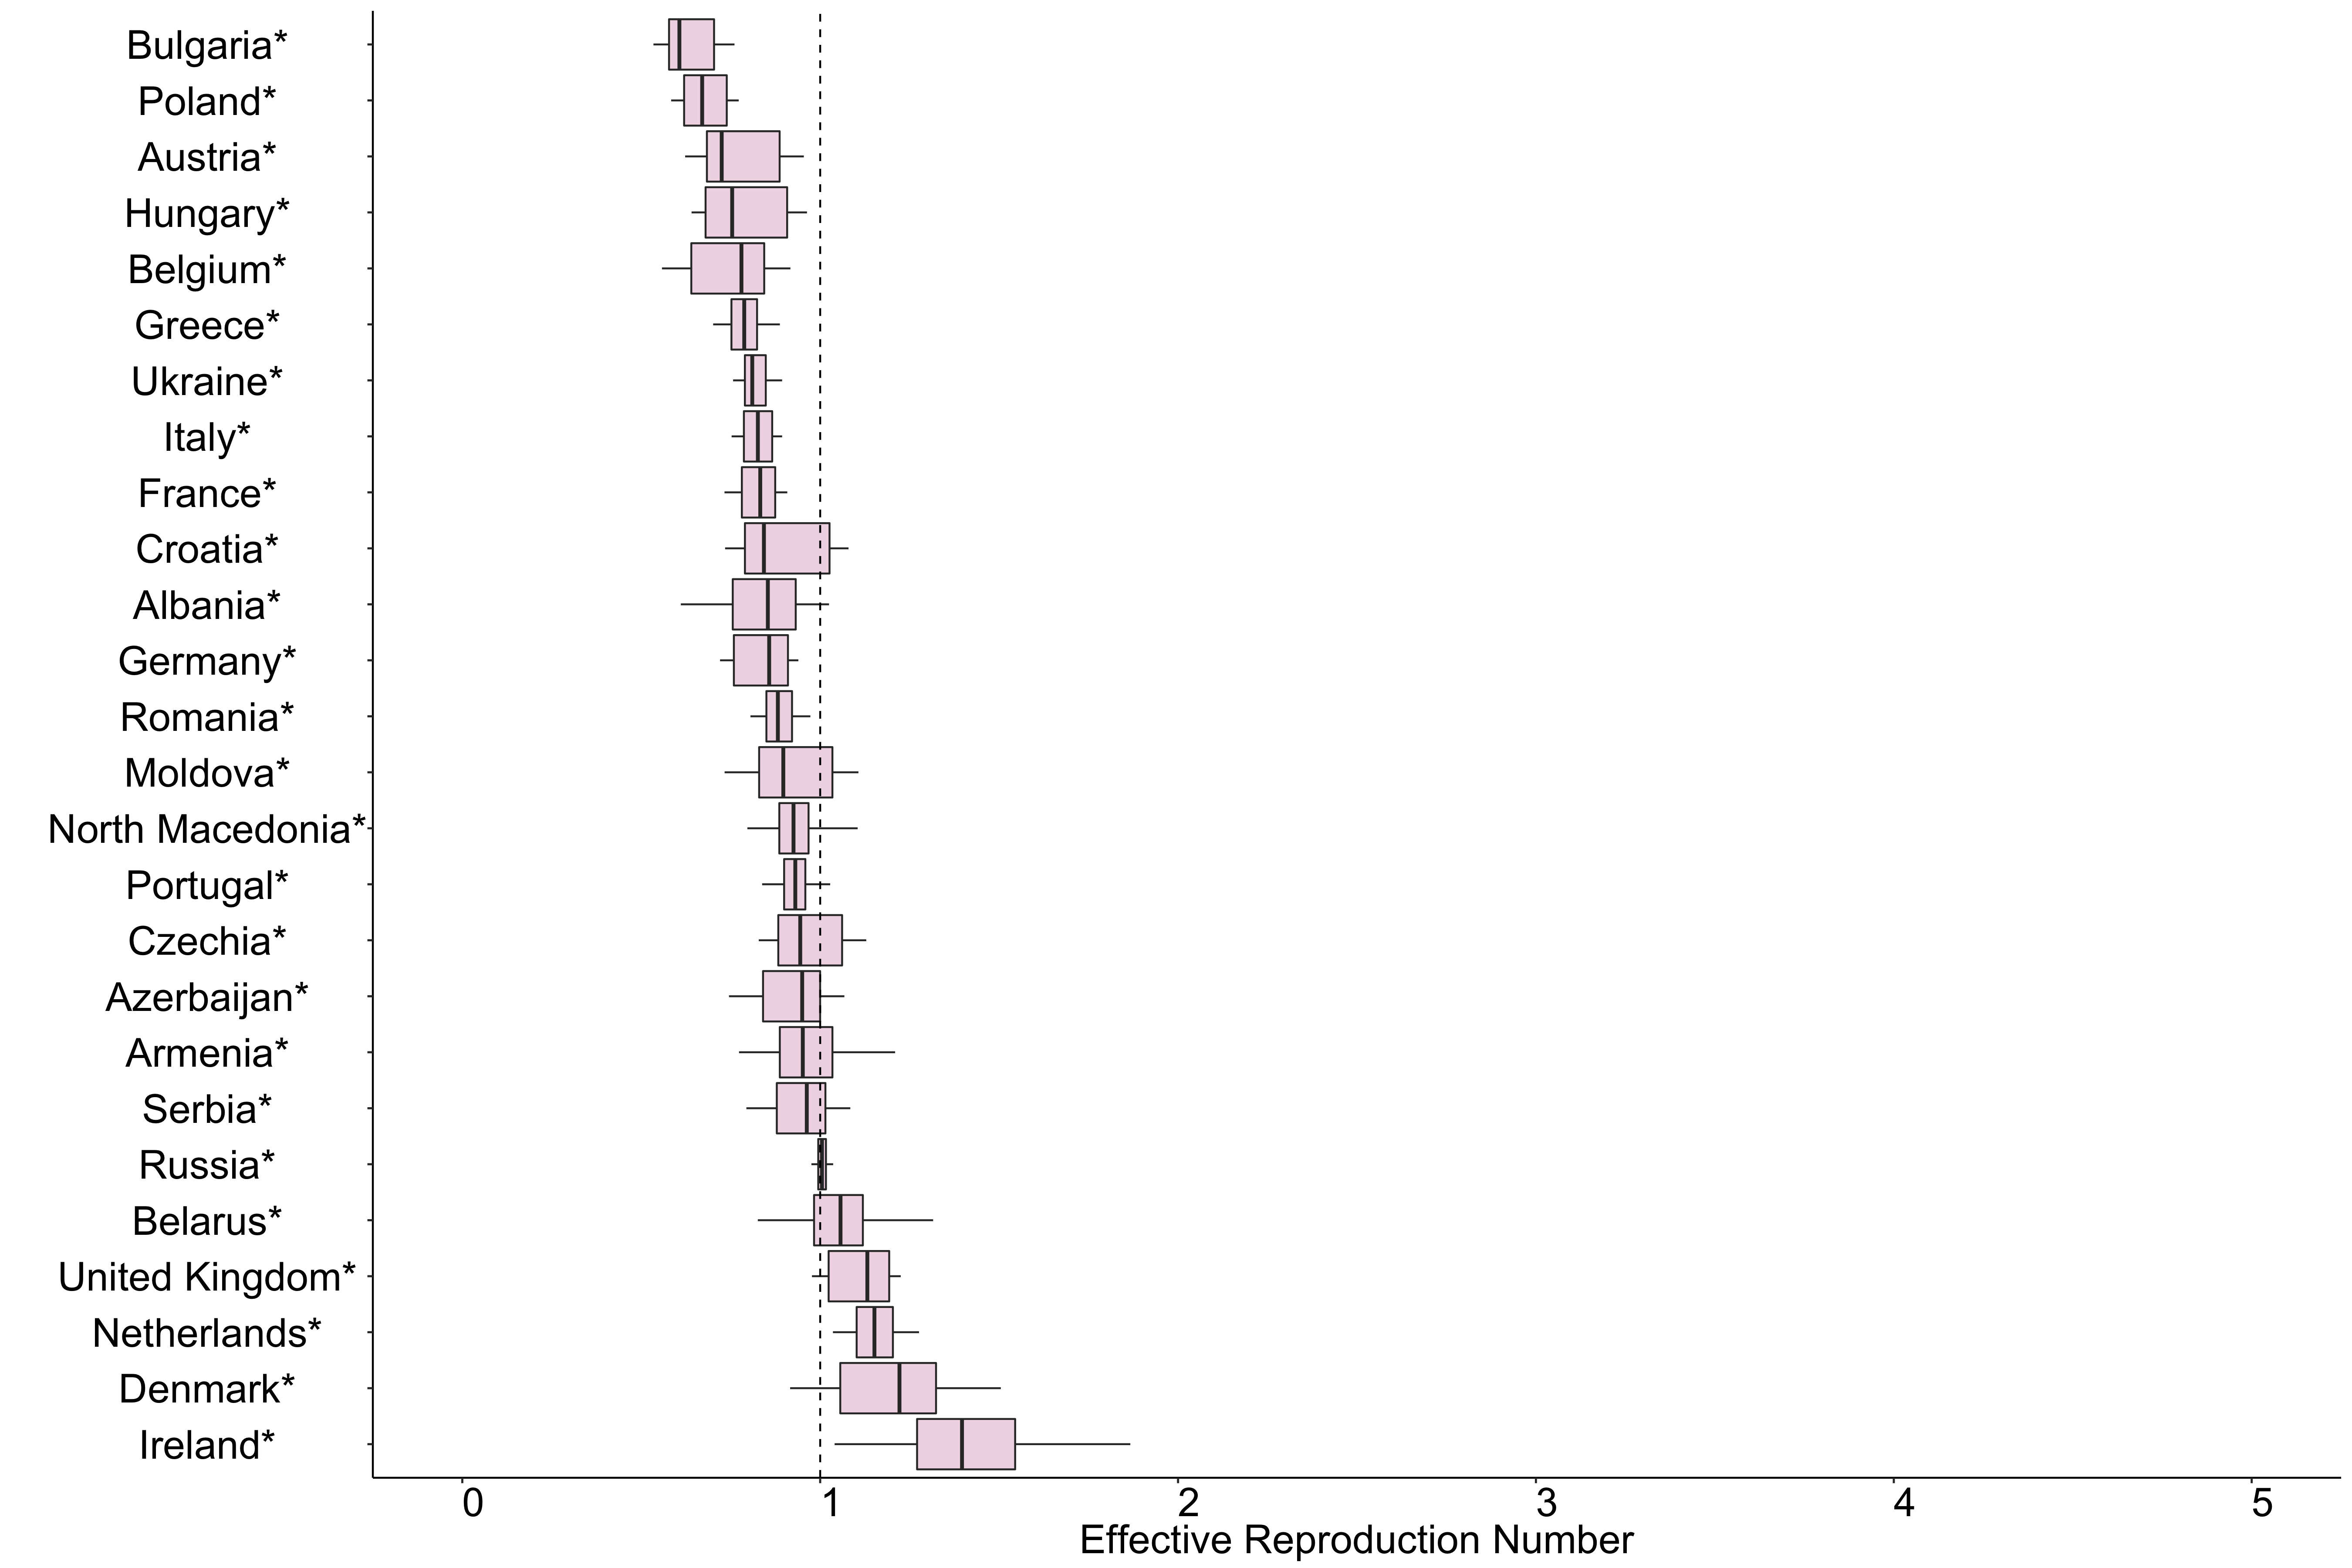 Bulgaria*
Poland*
Austria*
Hungary*
Belgium*
Greece*
Ukraine*
Italy*
France*
Croatia*
Albania*
Germany*
Romania*
Moldova*
North Macedonia*
Portugal*
Czechia*
Azerbaijan*
Armenia*
Serbia*
Russia*
Belarus*
United Kingdom*
Netherlands*
Denmark*
Ireland*
0 1 2 3 4 5
Effective Reproduction Number